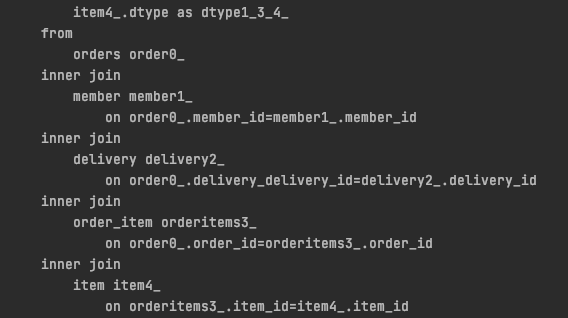 item4_.dtype as dtype1_3_4_
from
orders order0_
inner join
member member1_
on order0_.member_id=member1_.member_id
inner join
delivery delivery2_
on order0_.delivery_delivery_id=delivery2_.delivery_id
inner join
order_item orderitems3_
on order0_.order_id=orderitems3_.order_id
inner join
item item4_
on orderitems3_.item_id=item4_.item_id